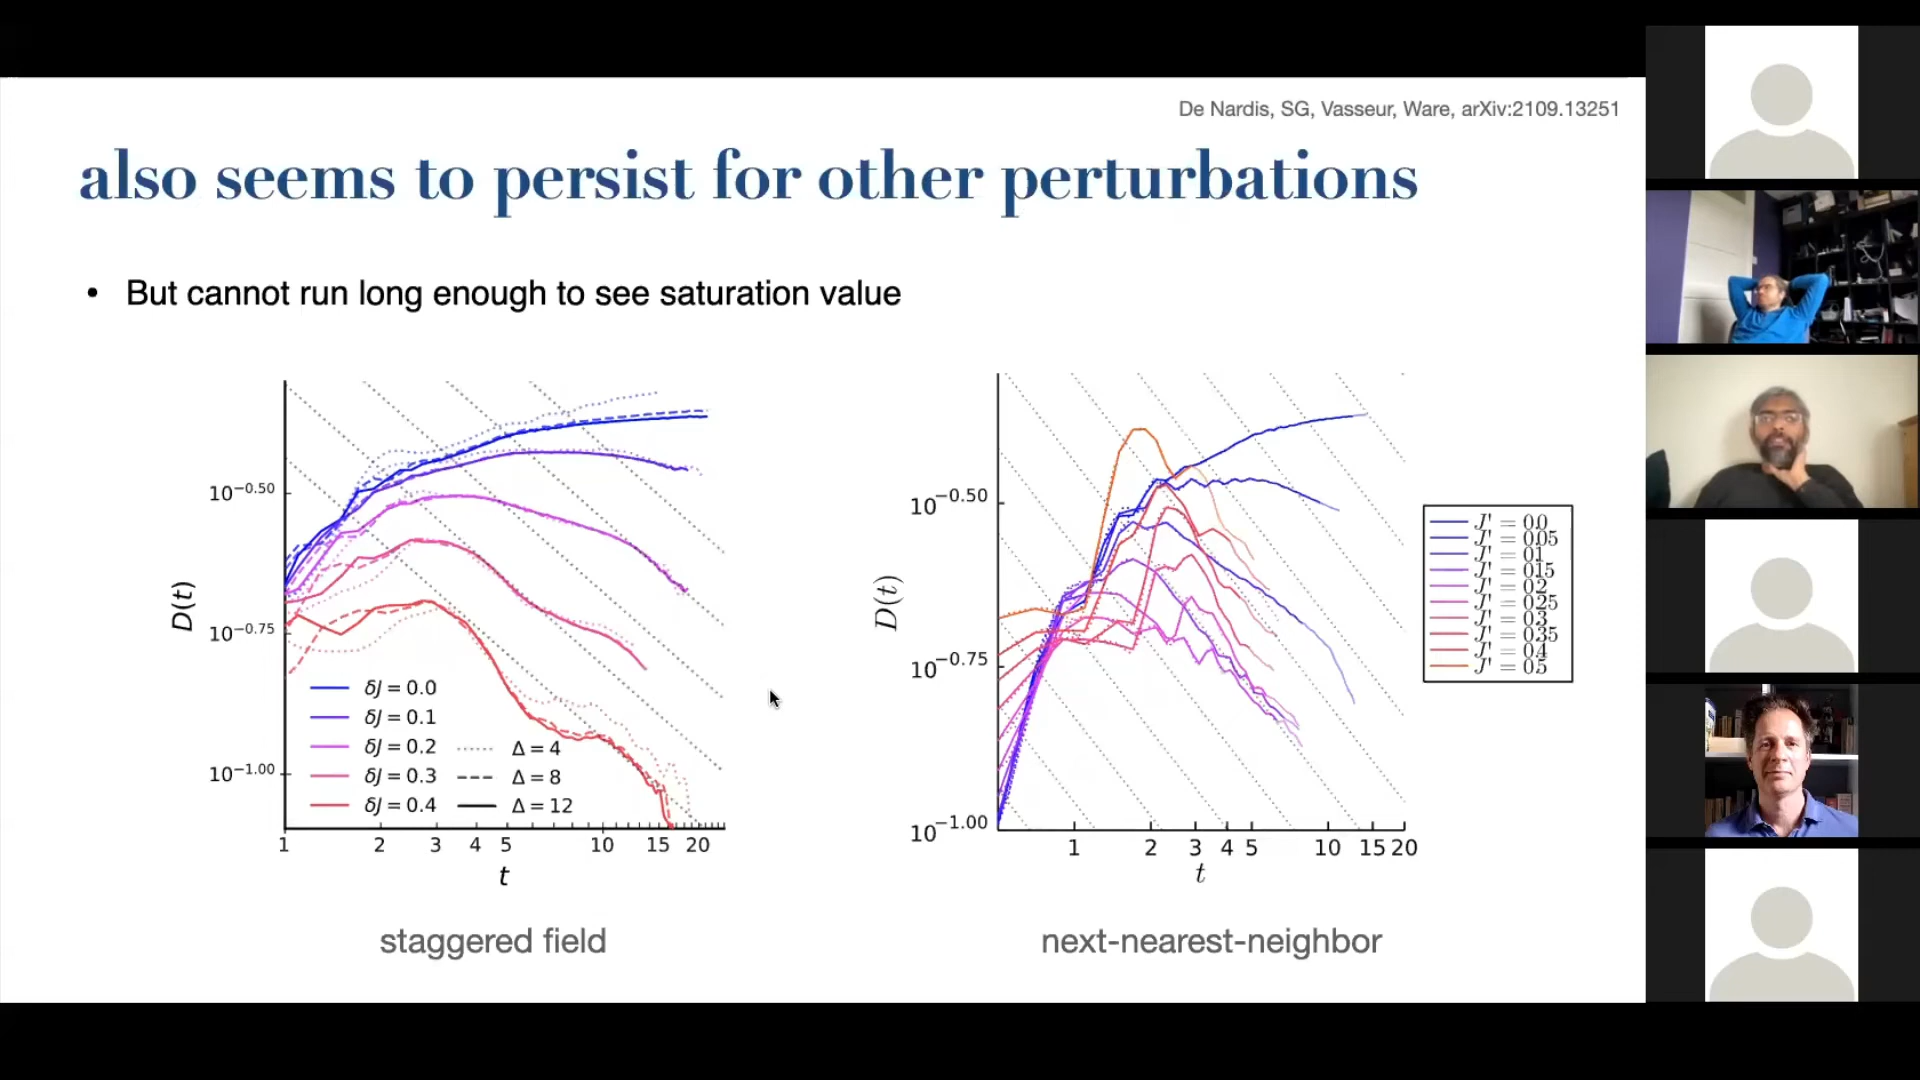 De Nardis, SG, Vasseur, Ware, arXiv:2109.13251
also seems to persist for other perturbations
• But cannot run long enough to see saturation value
D(t)
10^−0.50
10^−0.75
10^−1.00
δJ = 0.0
δJ = 0.1
δJ = 0.2
δJ = 0.3
δJ = 0.4
Δ = 4
Δ = 8
Δ = 12
1 2 3 4 5 10 15 20
t
staggered field
D(t)
10^−0.50
10^−0.75
10^−1.00
1 2 3 4 5 10 15 20
t
J' = 0.0
J' = 0.05
J' = 0.1
J' = 0.15
J' = 0.2
J' = 0.25
J' = 0.3
J' = 0.35
J' = 0.4
J' = 0.5
next-nearest-neighbor